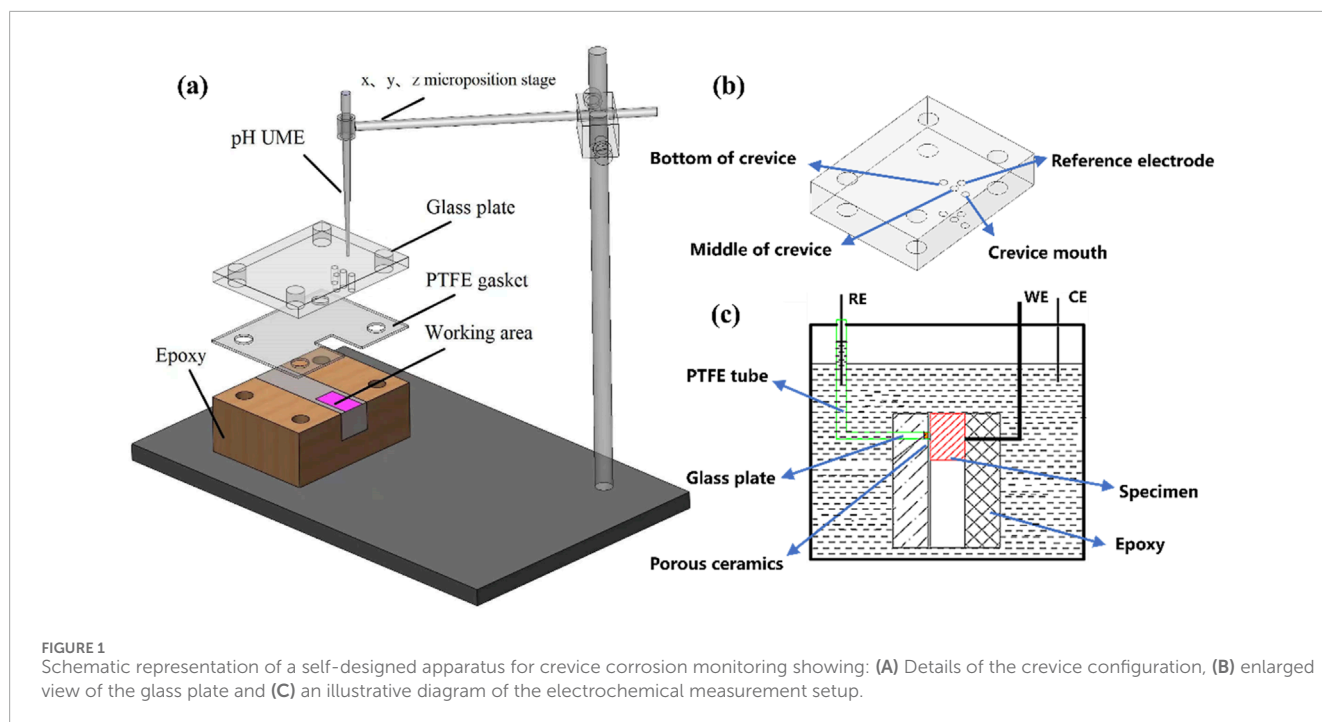 (a)
x、y、z microposition stage
pH UME
Glass plate
PTFE gasket
Working area
Epoxy
(b)
Bottom of crevice
Reference electrode
Middle of crevice
Crevice mouth
(c)
RE
WE
CE
PTFE tube
Glass plate
Porous ceramics
Specimen
Epoxy
FIGURE 1
Schematic representation of a self-designed apparatus for crevice corrosion monitoring showing: (A) Details of the crevice configuration, (B) enlarged
view of the glass plate and (C) an illustrative diagram of the electrochemical measurement setup.